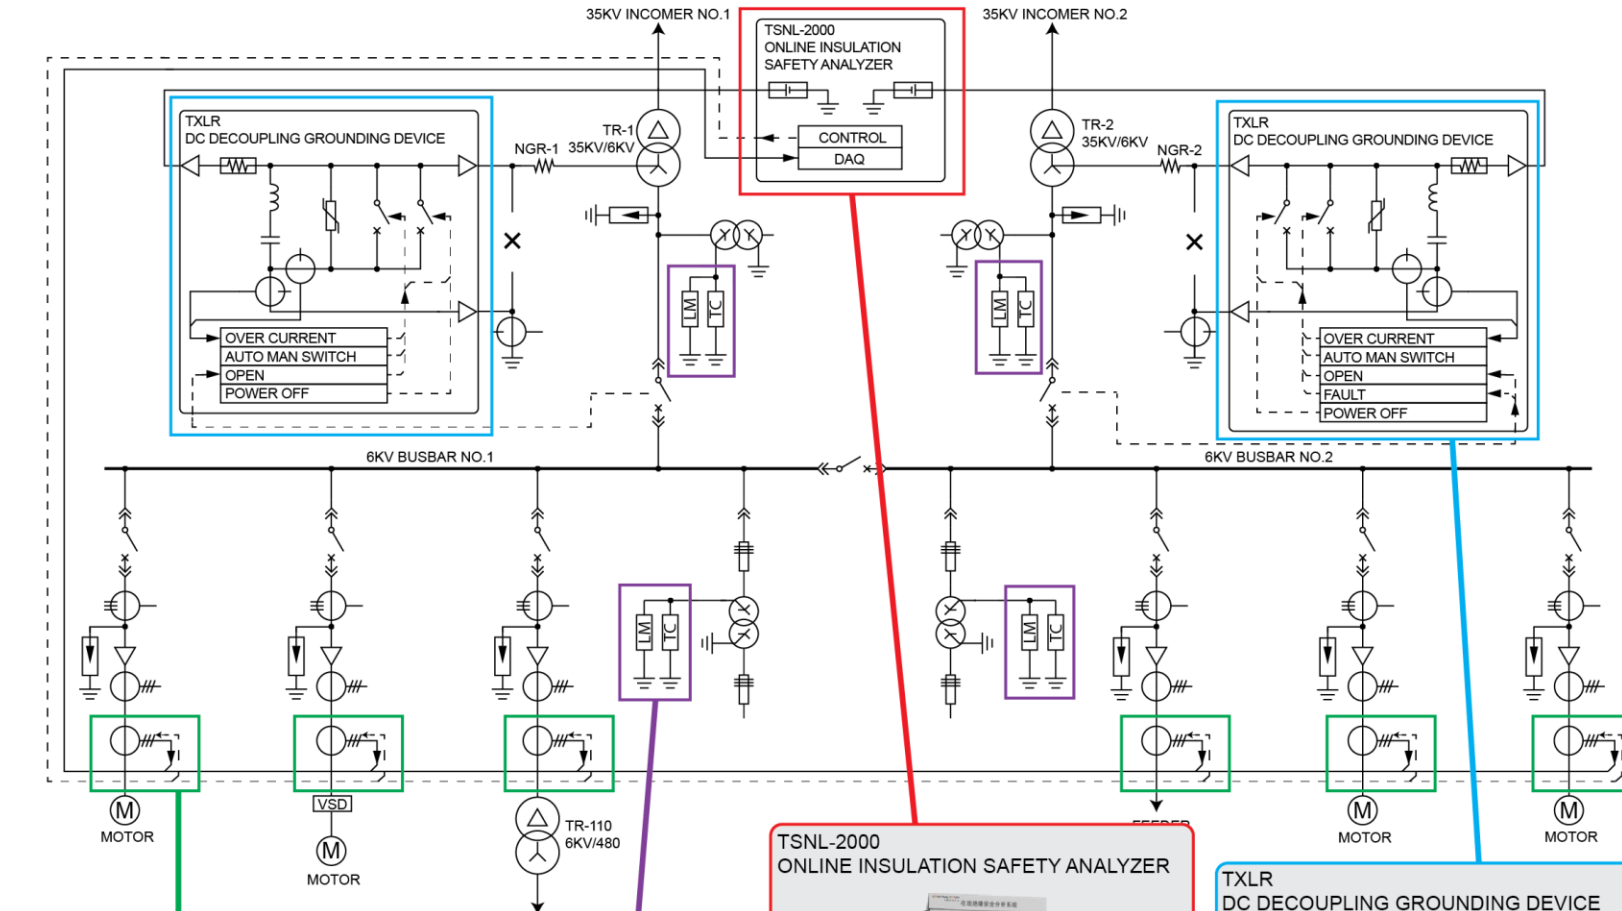 35KV INCOMER NO.1
35KV INCOMER NO.2
TSNL-2000
ONLINE INSULATION
SAFETY ANALYZER
CONTROL
DAQ
TXLR
DC DECOUPLING GROUNDING DEVICE
OVER CURRENT
AUTO MAN SWITCH
OPEN
POWER OFF
NGR-1
TR-1
35KV/6KV
TR-2
35KV/6KV
NGR-2
TXLR
DC DECOUPLING GROUNDING DEVICE
OVER CURRENT
AUTO MAN SWITCH
OPEN
FAULT
POWER OFF
LM
TC
LM
TC
6KV BUSBAR NO.1
6KV BUSBAR NO.2
LM
TC
LM
TC
M
MOTOR
VSD
M
MOTOR
TR-110
6KV/480
FEEDER
M
MOTOR
M
MOTOR
TSNL-2000
ONLINE INSULATION SAFETY ANALYZER
TXLR
DC DECOUPLING GROUNDING DEVICE